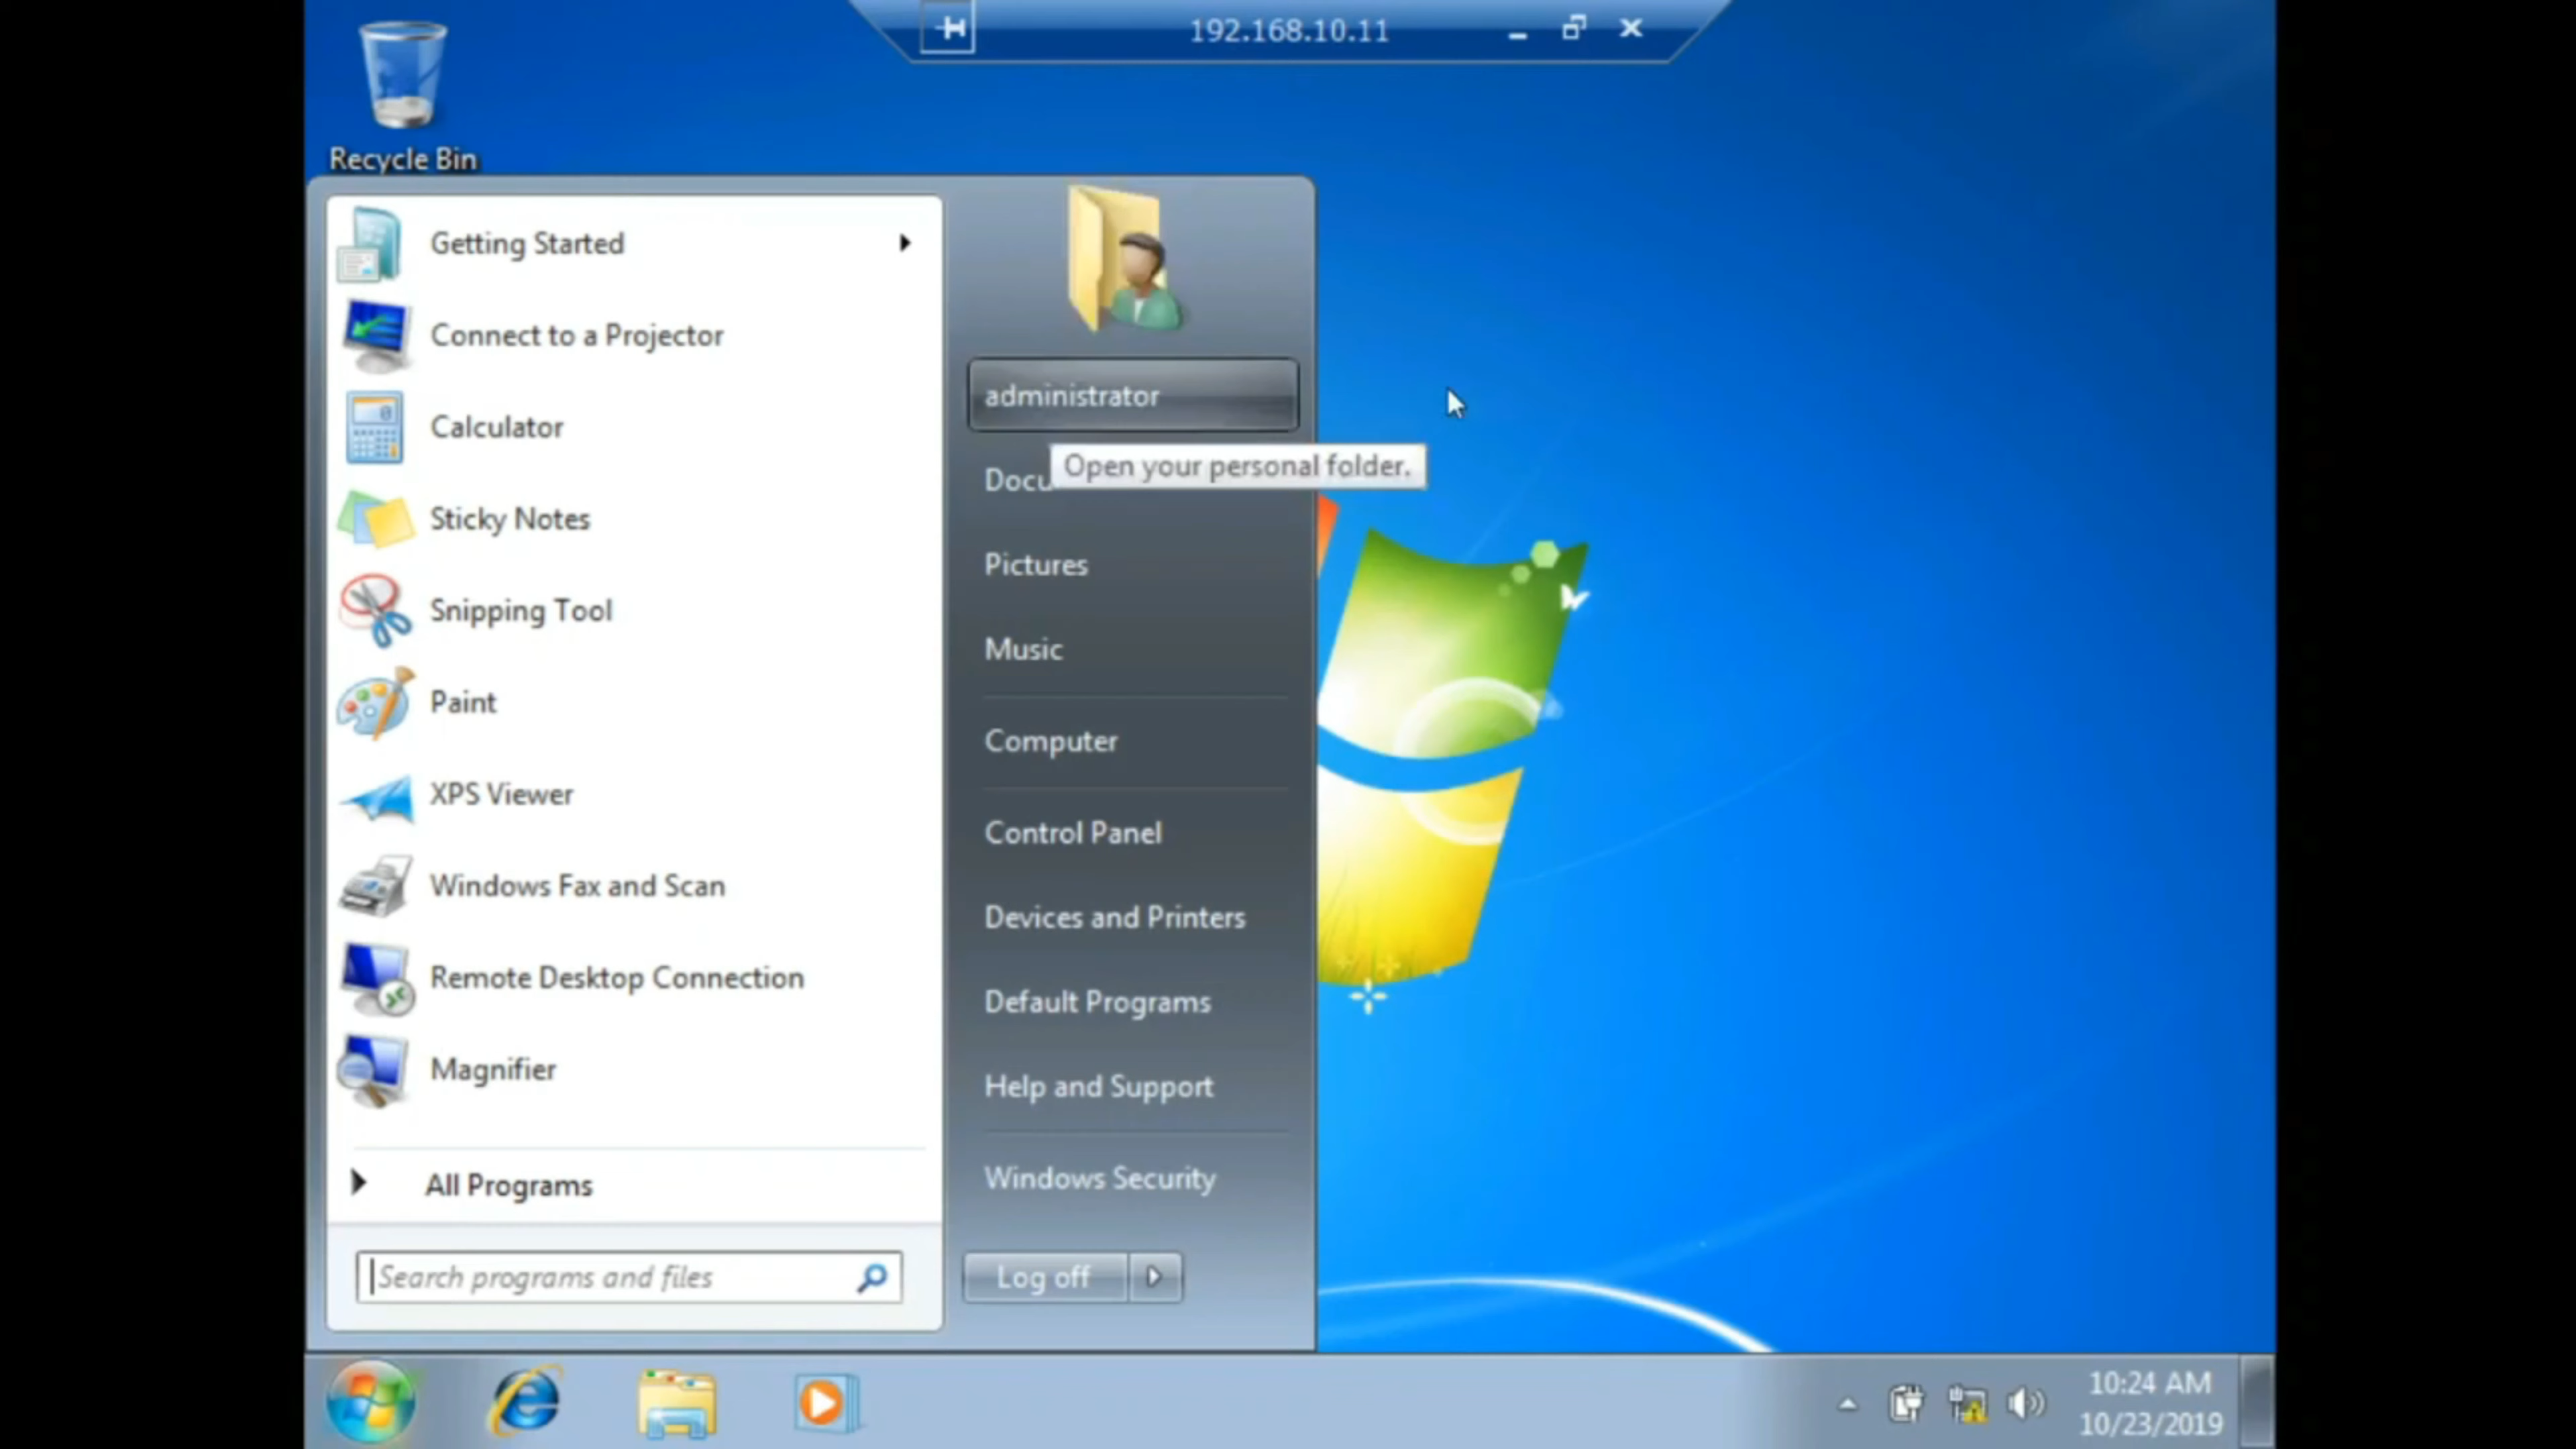 192.168.10.11
Recycle Bin
Getting Started
Connect to a Projector
Calculator
Sticky Notes
Snipping Tool
Paint
XPS Viewer
Windows Fax and Scan
Remote Desktop Connection
Magnifier
All Programs
Search programs and files
administrator
Open your personal folder.
Docu
Pictures
Music
Computer
Control Panel
Devices and Printers
Default Programs
Help and Support
Windows Security
Log off
10:24 AM
10/23/2019